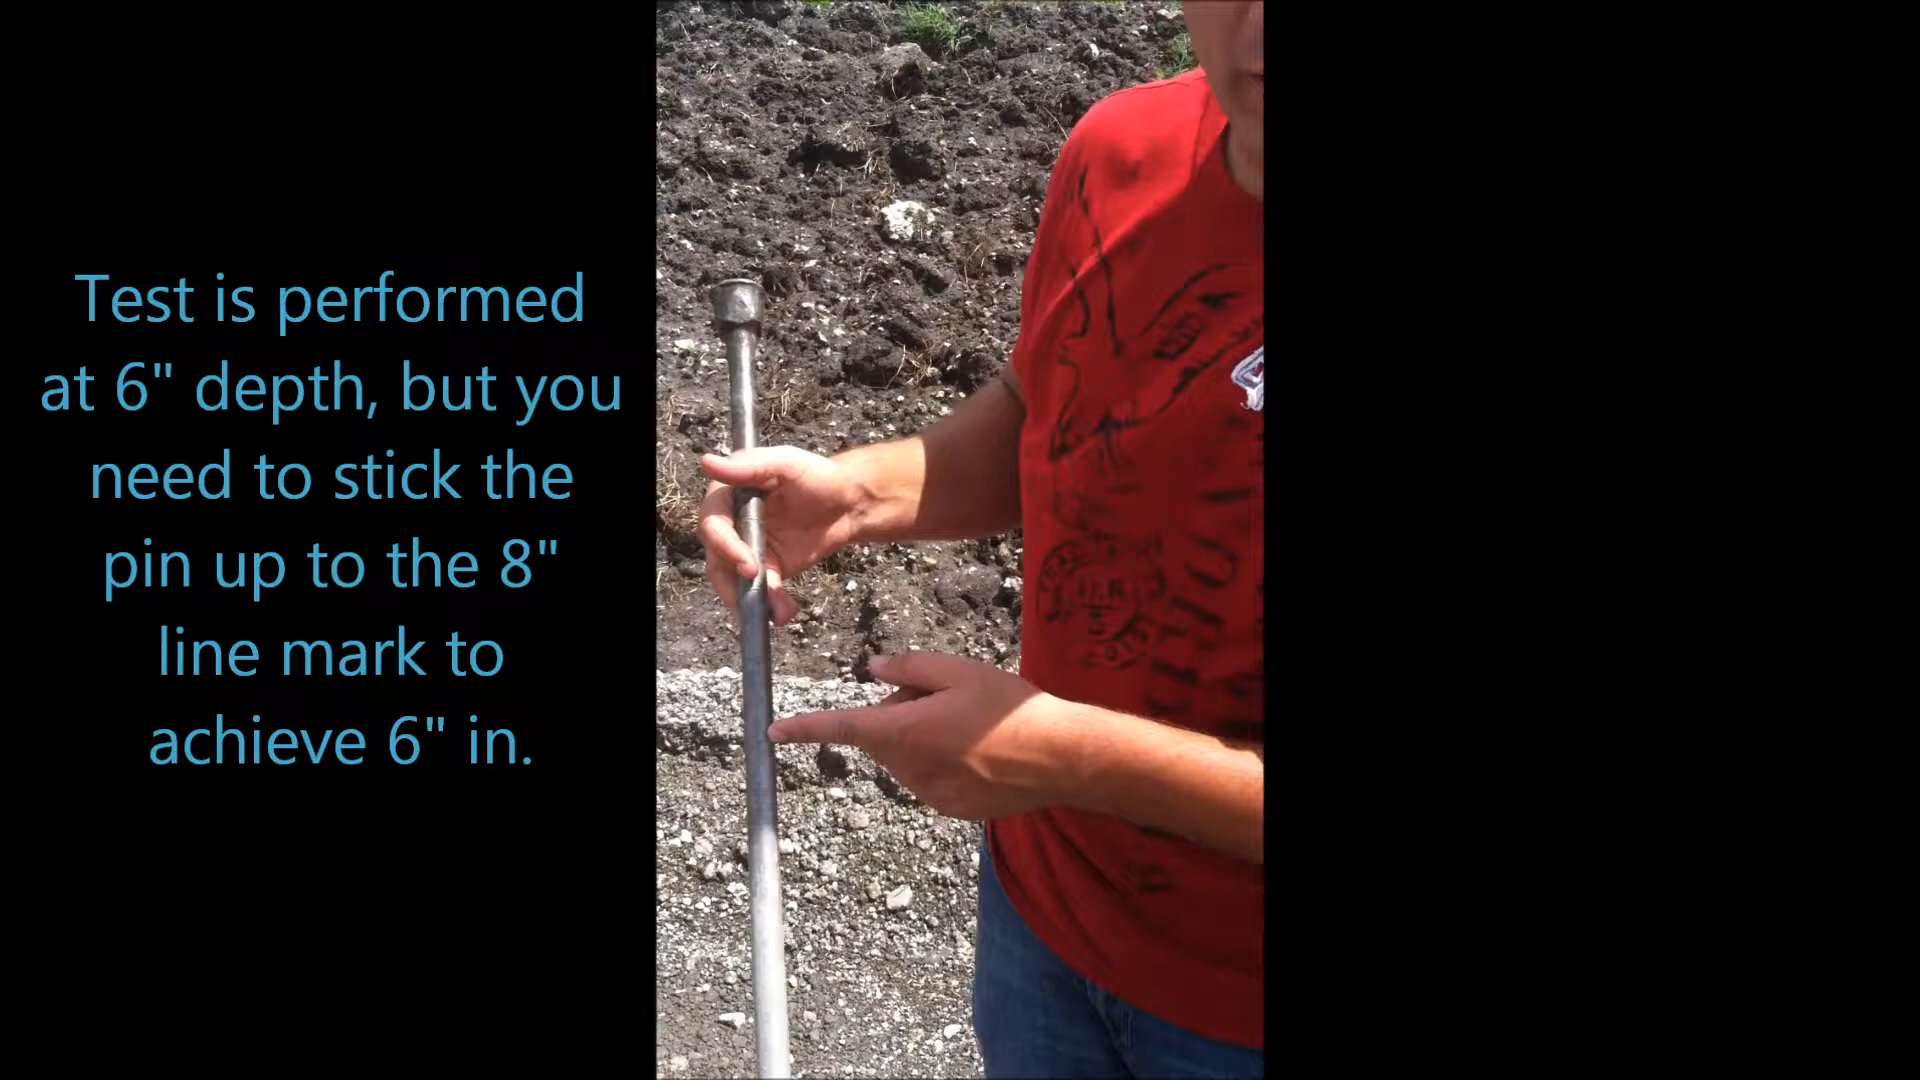 Test is performed
at 6" depth, but you
need to stick the
pin up to the 8"
line mark to
achieve 6" in.